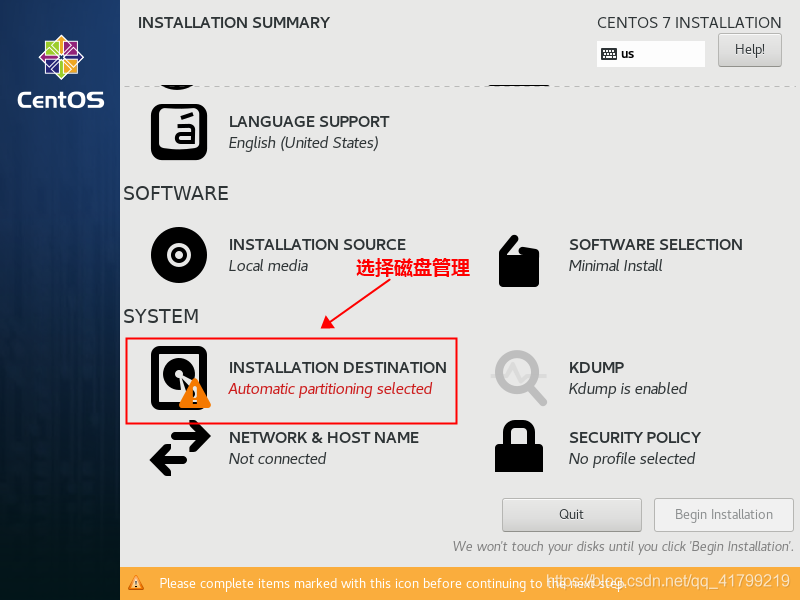 INSTALLATION SUMMARY
CENTOS 7 INSTALLATION
us
Help!
CentOS
LANGUAGE SUPPORT
English (United States)
SOFTWARE
INSTALLATION SOURCE
Local media
SOFTWARE SELECTION
Minimal Install
选择磁盘管理
SYSTEM
INSTALLATION DESTINATION
Automatic partitioning selected
KDUMP
Kdump is enabled
NETWORK & HOST NAME
Not connected
SECURITY POLICY
No profile selected
Quit
Begin Installation
We won't touch your disks until you click 'Begin Installation'.
Please complete items marked with this icon before continuing to the next step.
https://blog.csdn.net/qq_41799219